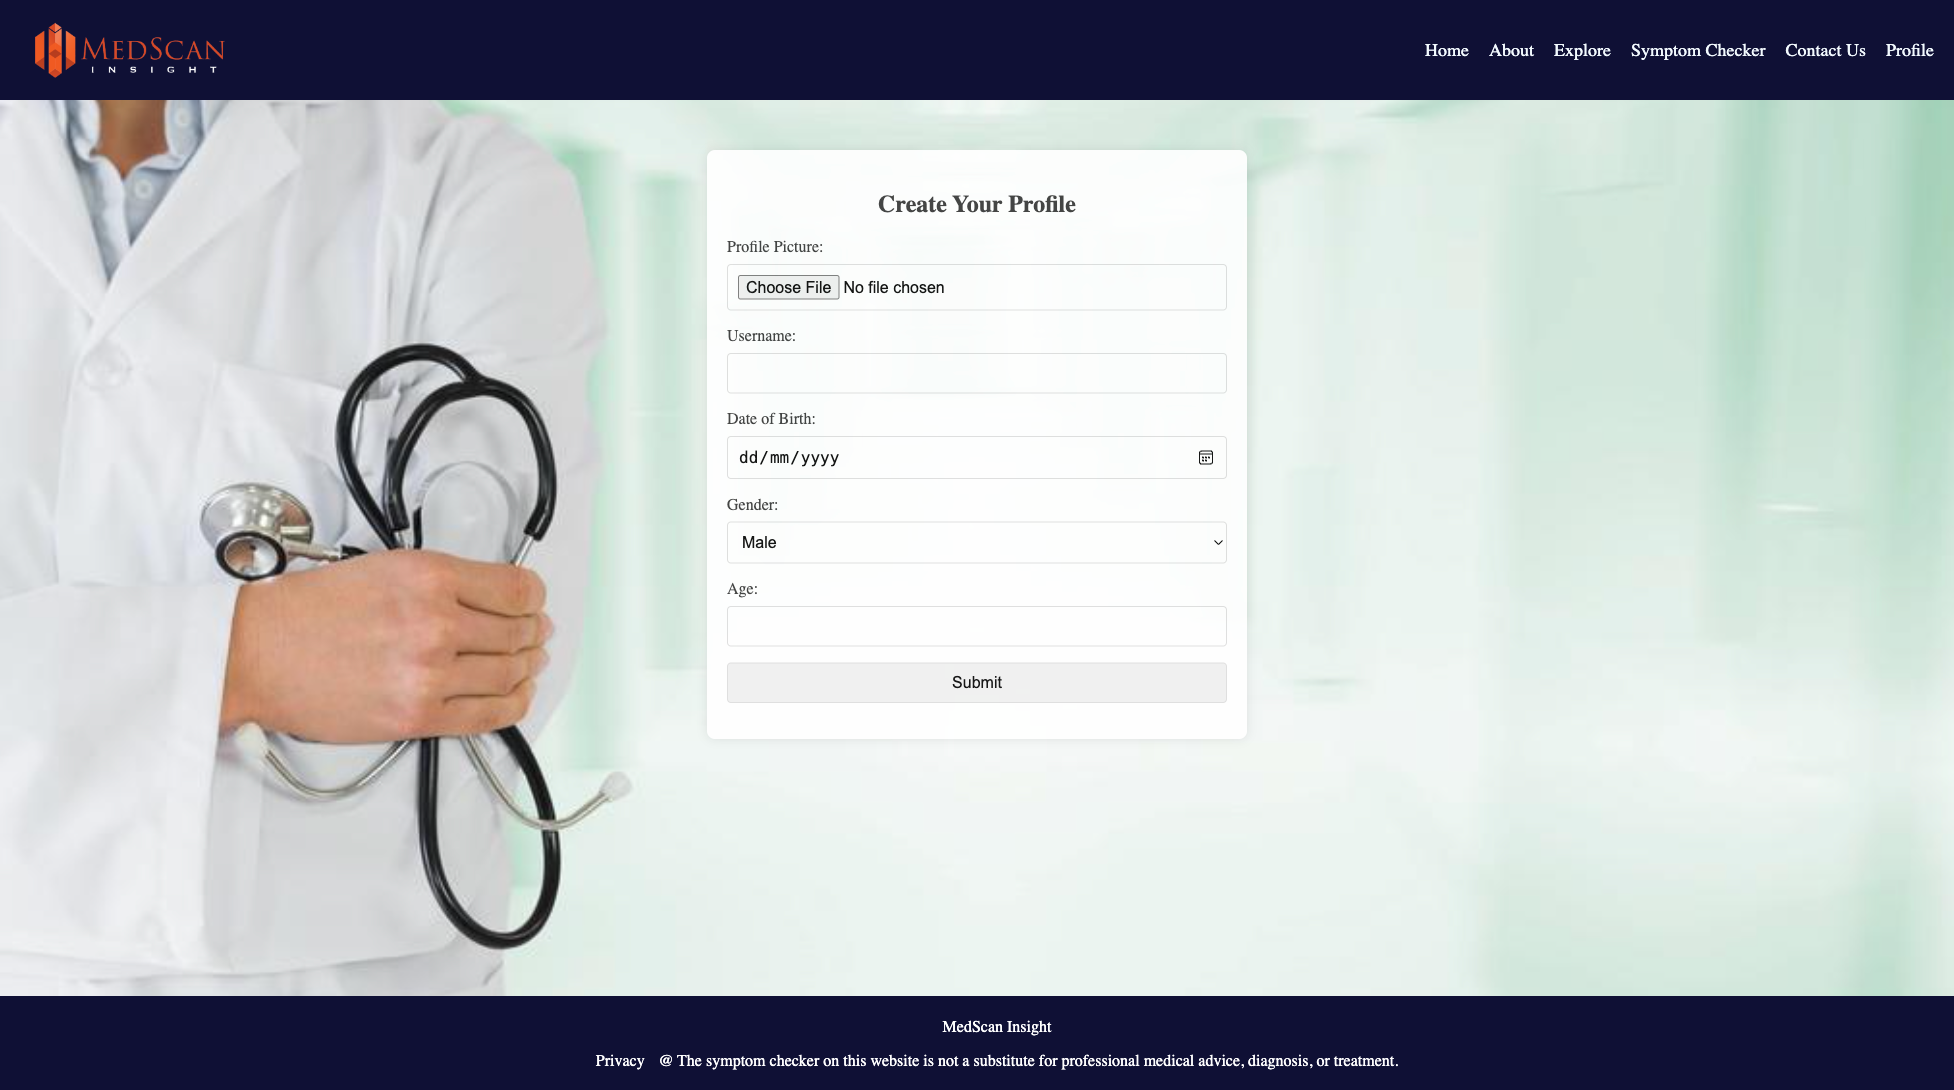 MEDSCAN
INSIGHT
Home About Explore Symptom Checker Contact Us Profile
Create Your Profile
Profile Picture:
Choose File No file chosen
Username:
Date of Birth:
dd/mm/yyyy
Gender:
Male
Age:
Submit
MedScan Insight
Privacy @ The symptom checker on this website is not a substitute for professional medical advice, diagnosis, or treatment.